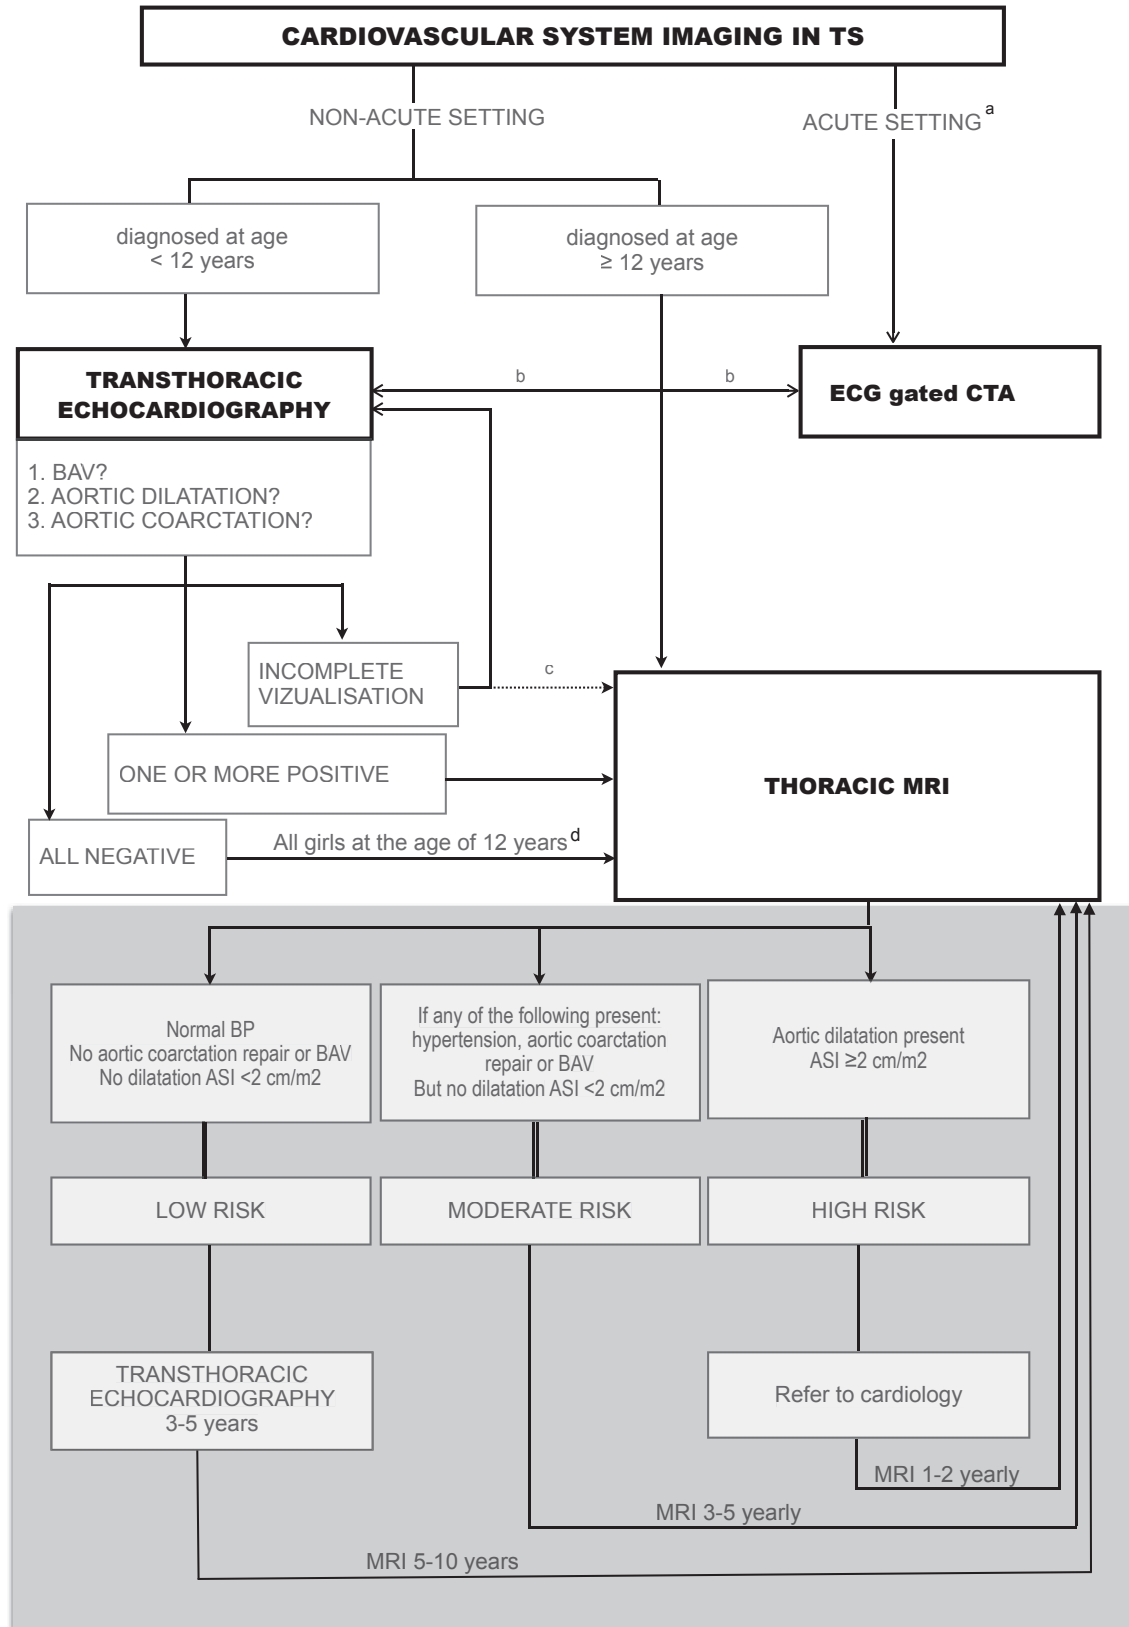 CARDIOVASCULAR SYSTEM IMAGING IN TS
NON-ACUTE SETTING
ACUTE SETTING a
diagnosed at age
< 12 years
diagnosed at age
≥ 12 years
TRANSTHORACIC
ECHOCARDIOGRAPHY
b
b
ECG gated CTA
1. BAV?
2. AORTIC DILATATION?
3. AORTIC COARCTATION?
INCOMPLETE
VIZUALISATION
c
ONE OR MORE POSITIVE
THORACIC MRI
ALL NEGATIVE
All girls at the age of 12 years d
Normal BP
No aortic coarctation repair or BAV
No dilatation ASI <2 cm/m2
If any of the following present:
hypertension, aortic coarctation
repair or BAV
But no dilatation ASI <2 cm/m2
Aortic dilatation present
ASI ≥2 cm/m2
LOW RISK
MODERATE RISK
HIGH RISK
TRANSTHORACIC
ECHOCARDIOGRAPHY
3-5 years
Refer to cardiology
MRI 1-2 yearly
MRI 3-5 yearly
MRI 5-10 years